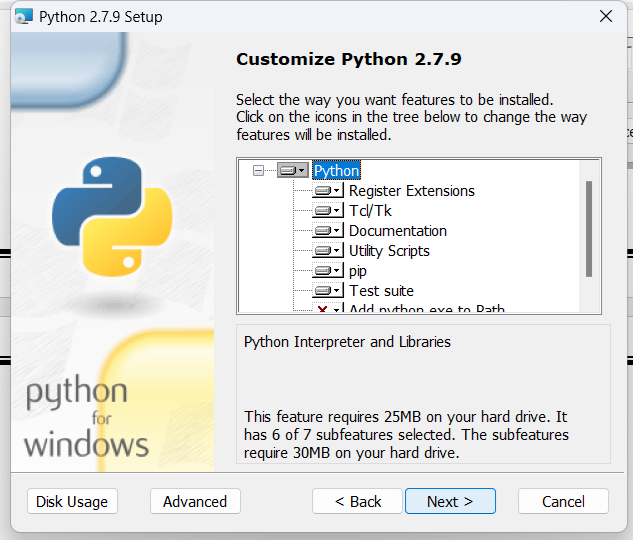 Python 2.7.9 Setup
Customize Python 2.7.9
Select the way you want features to be installed.
Click on the icons in the tree below to change the way
features will be installed.
Python
Register Extensions
Tcl/Tk
Documentation
Utility Scripts
pip
Test suite
Add python.exe to Path
Python Interpreter and Libraries
This feature requires 25MB on your hard drive. It
has 6 of 7 subfeatures selected. The subfeatures
require 30MB on your hard drive.
python
for
windows
Disk Usage
Advanced
< Back
Next >
Cancel